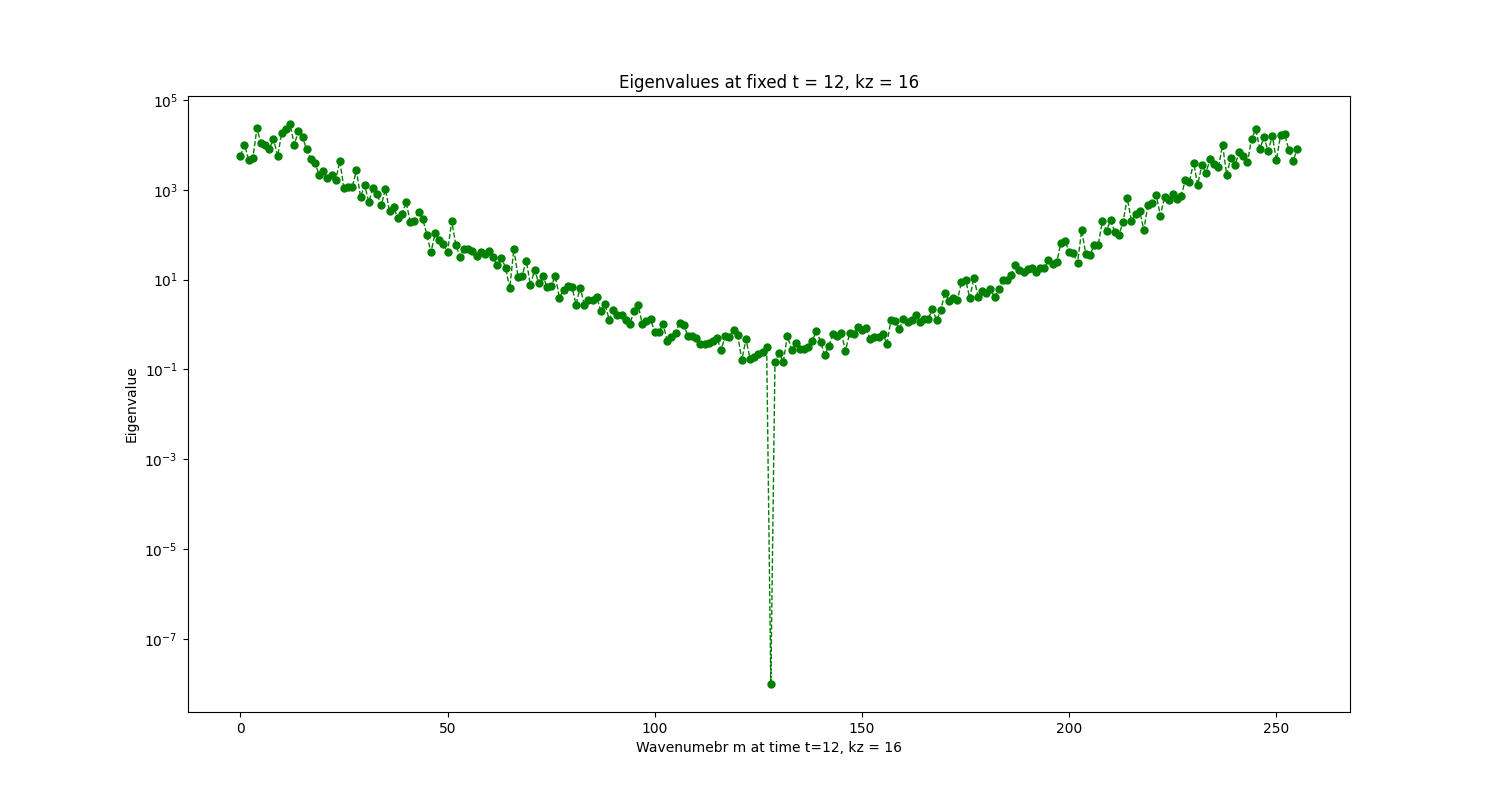 Eigenvalues at fixed t = 12, kz = 16
10^5
10^3
10^1
10^−1
10^−3
10^−5
10^−7
Eigenvalue
0 50 100 150 200 250
Wavenumebr m at time t=12, kz = 16